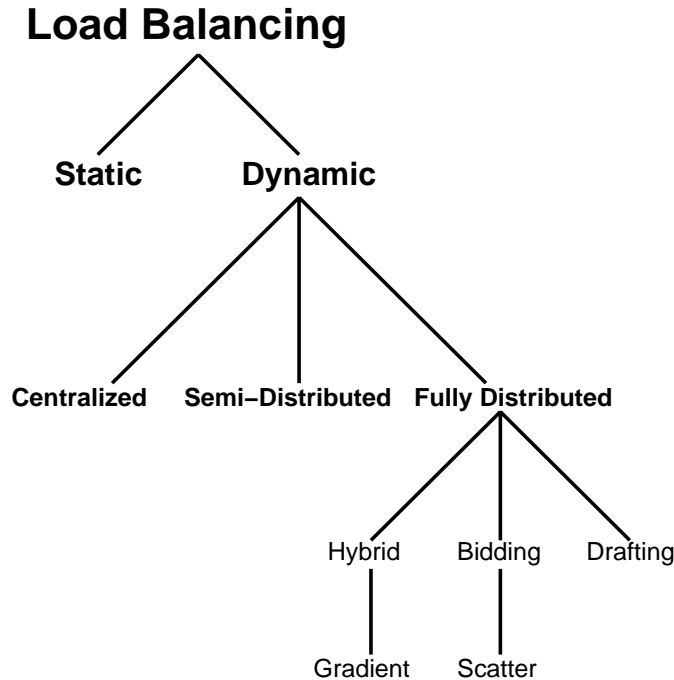 Load Balancing
Static Dynamic
Centralized Semi−Distributed Fully Distributed
Hybrid Bidding Drafting
Gradient Scatter